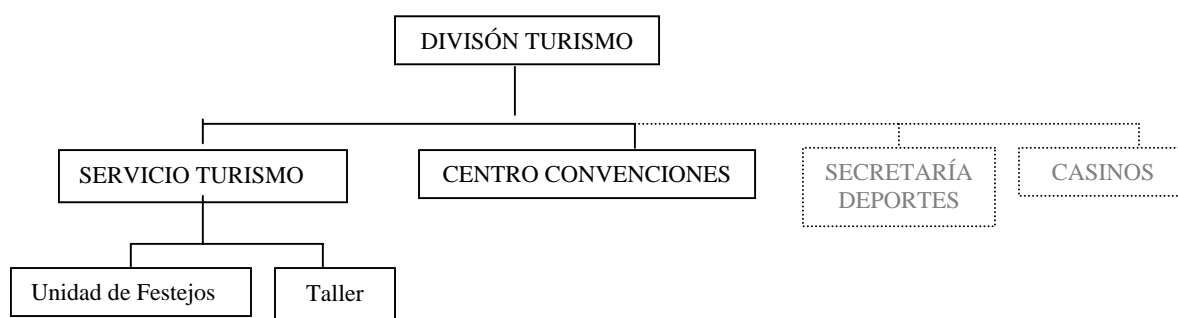 DIVISÓN TURISMO
SERVICIO TURISMO
CENTRO CONVENCIONES
SECRETARÍA
DEPORTES
CASINOS
Unidad de Festejos
Taller